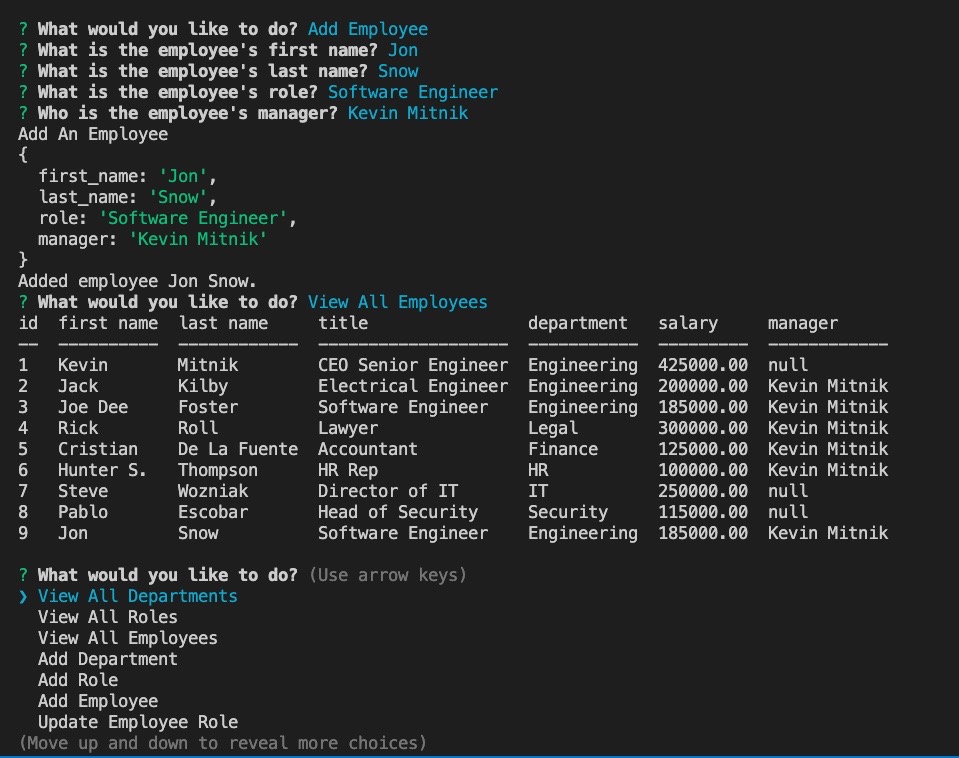 ? What would you like to do? Add Employee
? What is the employee's first name? Jon
? What is the employee's last name? Snow
? What is the employee's role? Software Engineer
? Who is the employee's manager? Kevin Mitnik
Add An Employee
{
  first_name: 'Jon',
  last_name: 'Snow',
  role: 'Software Engineer',
  manager: 'Kevin Mitnik'
}
Added employee Jon Snow.
? What would you like to do? View All Employees
id  first name  last name     title                department   salary     manager
--  ----------  ------------  -------------------  -----------  ---------  ------------
1   Kevin       Mitnik        CEO Senior Engineer  Engineering  425000.00  null
2   Jack        Kilby         Electrical Engineer  Engineering  200000.00  Kevin Mitnik
3   Joe Dee     Foster        Software Engineer    Engineering  185000.00  Kevin Mitnik
4   Rick        Roll          Lawyer               Legal        300000.00  Kevin Mitnik
5   Cristian    De La Fuente  Accountant           Finance      125000.00  Kevin Mitnik
6   Hunter S.   Thompson      HR Rep               HR           100000.00  Kevin Mitnik
7   Steve       Wozniak       Director of IT       IT           250000.00  null
8   Pablo       Escobar       Head of Security     Security     115000.00  null
9   Jon         Snow          Software Engineer    Engineering  185000.00  Kevin Mitnik
? What would you like to do? (Use arrow keys)
❯ View All Departments
  View All Roles
  View All Employees
  Add Department
  Add Role
  Add Employee
  Update Employee Role
(Move up and down to reveal more choices)